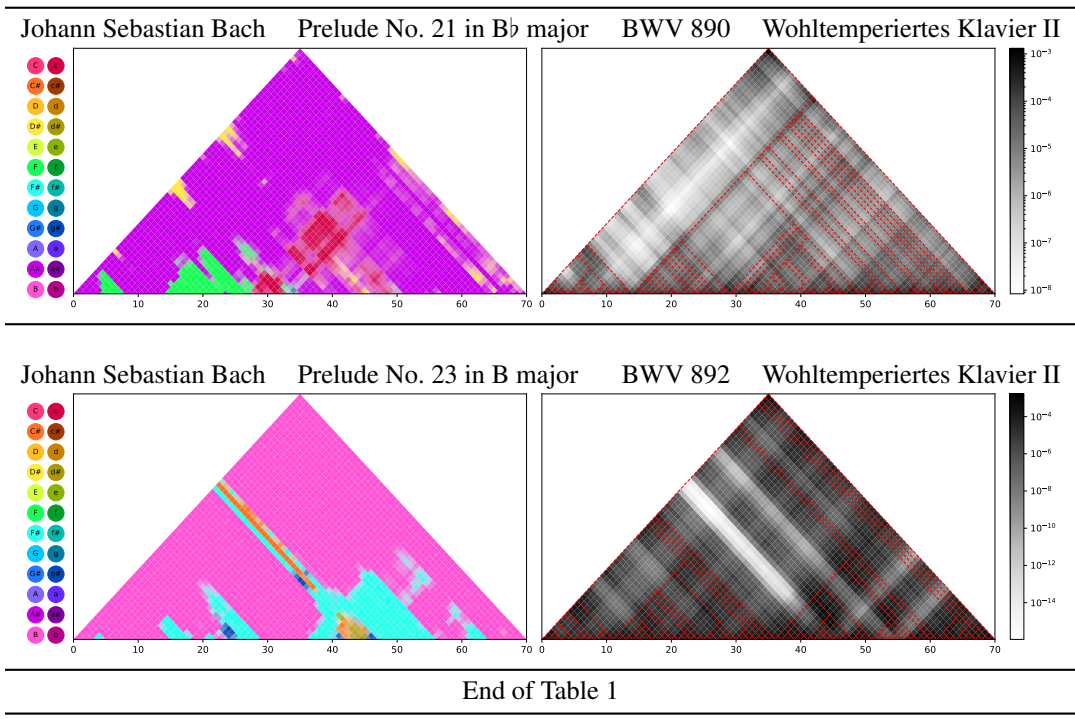 Johann Sebastian Bach Prelude No. 21 in B♭ major BWV 890 Wohltemperiertes Klavier II
C c
C# c#
D d
D# d#
E e
F f
F# f#
G g
G# g#
A a
A# a#
B b
0 10 20 30 40 50 60 70
0 10 20 30 40 50 60 70
10⁻³
10⁻⁴
10⁻⁵
10⁻⁶
10⁻⁷
10⁻⁸
Johann Sebastian Bach Prelude No. 23 in B major BWV 892 Wohltemperiertes Klavier II
C c
C# c#
D d
D# d#
E e
F f
F# f#
G g
G# g#
A a
A# a#
B b
0 10 20 30 40 50 60 70
0 10 20 30 40 50 60 70
10⁻⁴
10⁻⁶
10⁻⁸
10⁻¹⁰
10⁻¹²
10⁻¹⁴
End of Table 1